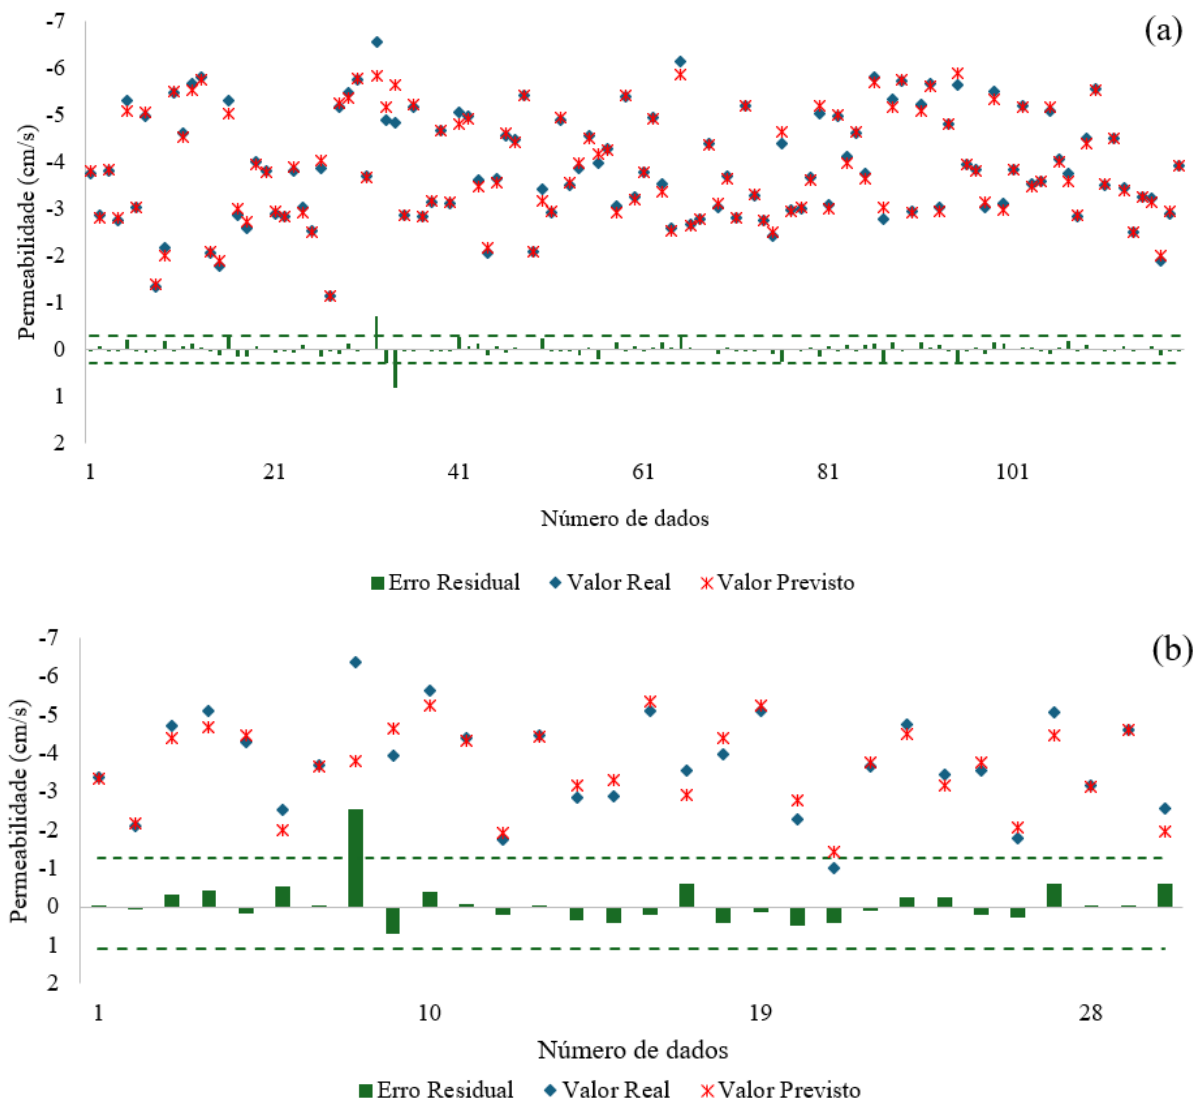 (a)
Permeabilidade (cm/s)
-7
-6
-5
-4
-3
-2
-1
0
1
2
1 21 41 61 81 101
Número de dados
Erro Residual Valor Real Valor Previsto
(b)
Permeabilidade (cm/s)
-7
-6
-5
-4
-3
-2
-1
0
1
2
1 10 19 28
Número de dados
Erro Residual Valor Real Valor Previsto